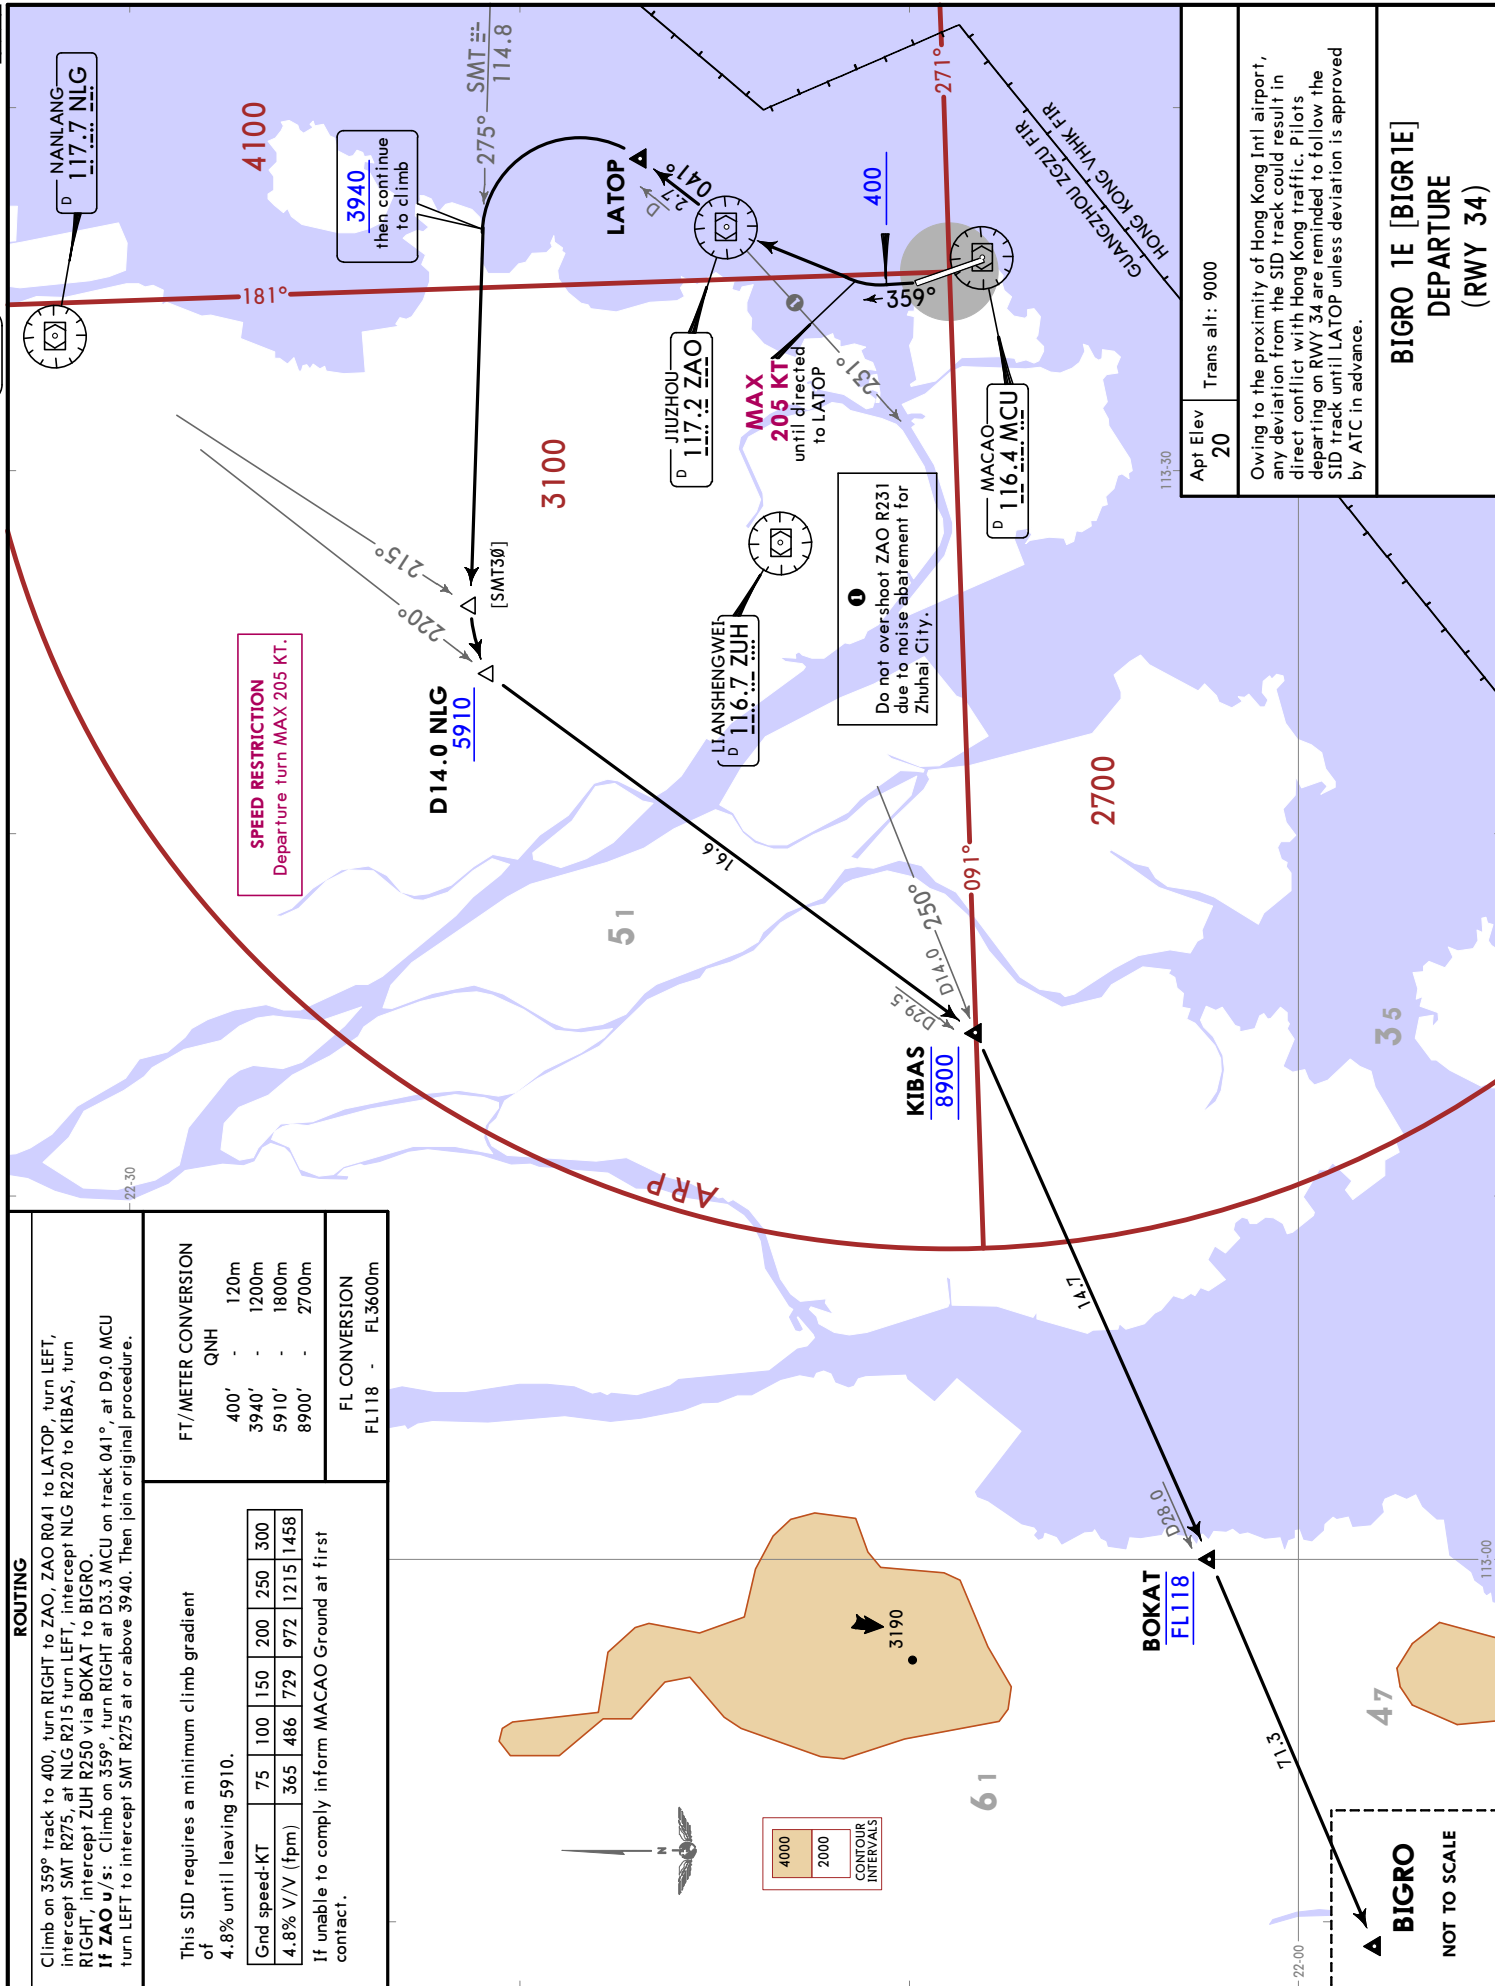 BIGRO 1E [BIGR1E]
DEPARTURE
(RWY 34)
Apt Elev
20
Trans alt: 9000
Owing to the proximity of Hong Kong Intl airport,
any deviation from the SID track could result in
direct conflict with Hong Kong traffic. Pilots
departing on RWY 34 are reminded to follow the
SID track until LATOP unless deviation is approved
by ATC in advance.
NANLANG
D 117.7 NLG
4100
3940
then continue
to climb
SMT
114.8
275°
181°
271°
LATOP
041°
D
2.7
400
359°
GUANGZHOU ZGZU FIR
HONG KONG VHHK FIR
JIUZHOU
D 117.2 ZAO
MAX
205 KT
until directed
to LATOP
1
231°
MACAO
D 116.4 MCU
3100
215°
220°
[SMT30]
SPEED RESTRICTION
Departure turn MAX 205 KT.
D14.0 NLG
5910
LIANSHENGWEI
D 116.7 ZUH
1
Do not overshoot ZAO R231
due to noise abatement for
Zhuhai City.
113-30
2700
16.6
51
091°
250°
D14.0
D29.5
KIBAS
8900
35
ARP
22-30
14.7
D28.0
BOKAT
FL118
113-00
3190
47
61
71.3
22-00
BIGRO
NOT TO SCALE
N
4000
2000
CONTOUR
INTERVALS
ROUTING
Climb on 359° track to 400, turn RIGHT to ZAO, ZAO R041 to LATOP, turn LEFT,
intercept SMT R275, at NLG R215 turn LEFT, intercept NLG R220 to KIBAS, turn
RIGHT, intercept ZUH R250 via BOKAT to BIGRO.
If ZAO u/s: Climb on 359°, turn RIGHT at D3.3 MCU on track 041°, at D9.0 MCU
turn LEFT to intercept SMT R275 at or above 3940. Then join original procedure.
This SID requires a minimum climb gradient
of
4.8% until leaving 5910.
Gnd speed-KT 75 100 150 200 250 300
4.8% V/V (fpm) 365 486 729 972 1215 1458
If unable to comply inform MACAO Ground at first
contact.
FT/METER CONVERSION
QNH
400' - 120m
3940' - 1200m
5910' - 1800m
8900' - 2700m
FL CONVERSION
FL118 - FL3600m